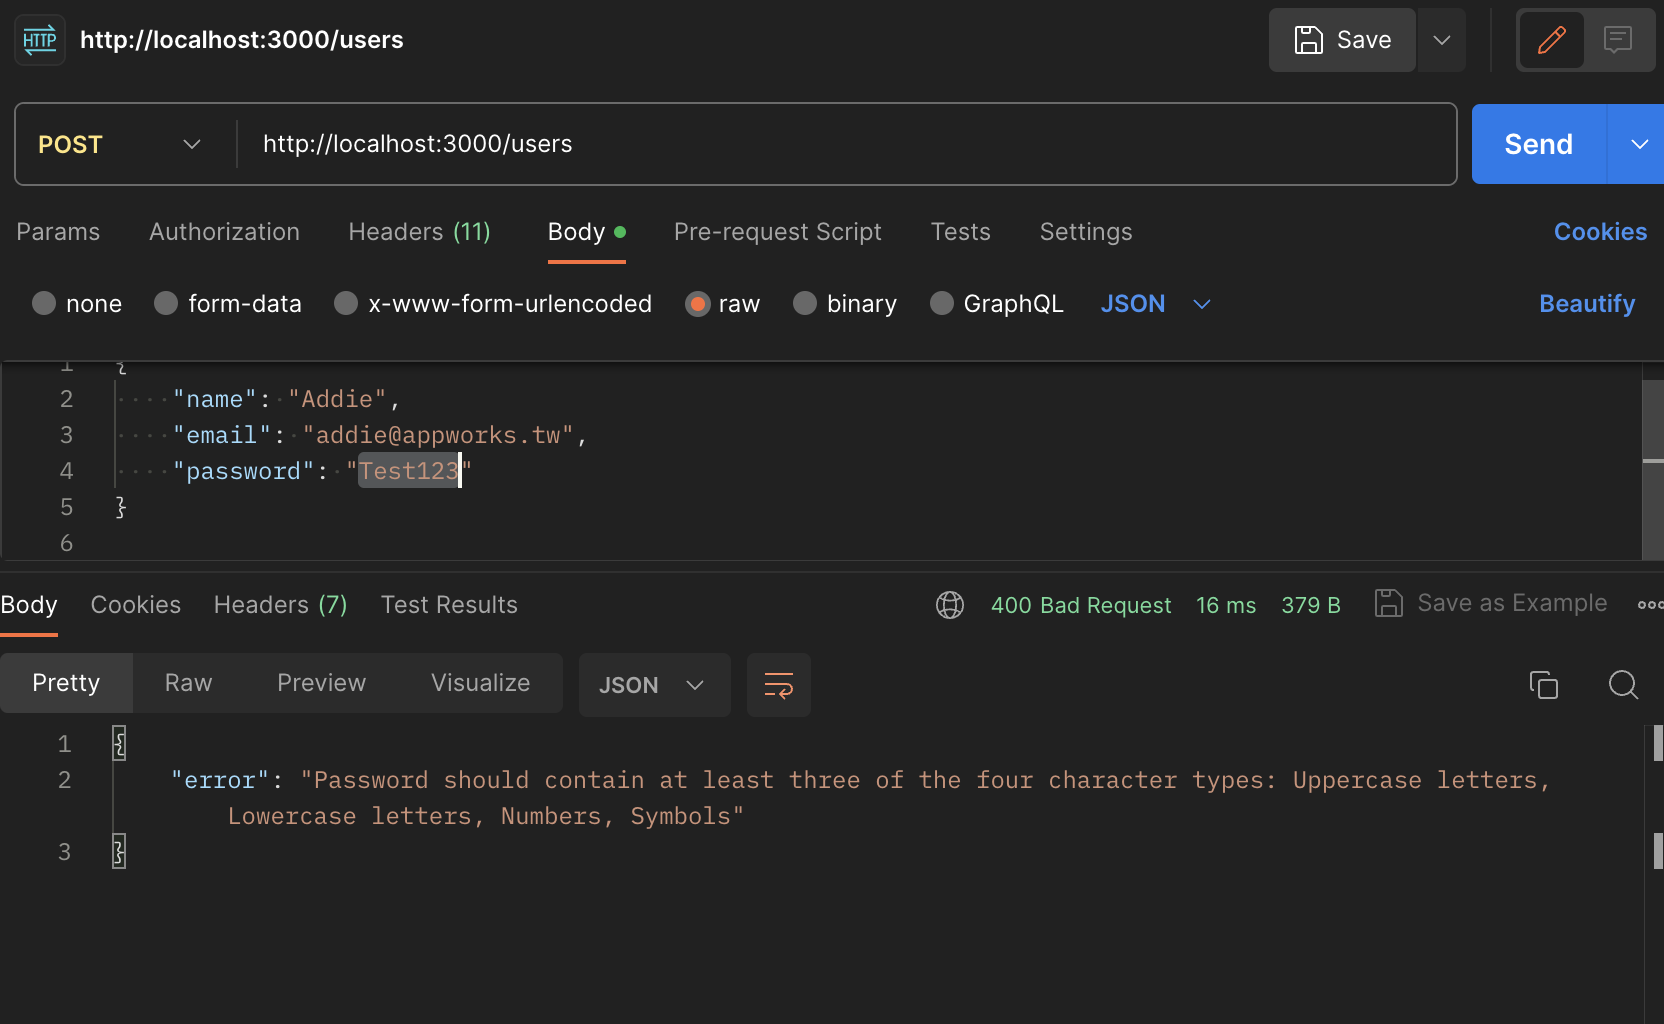 HTTP http://localhost:3000/users Save
POST http://localhost:3000/users Send
Params Authorization Headers (11) Body Pre-request Script Tests Settings Cookies
none form-data x-www-form-urlencoded raw binary GraphQL JSON Beautify
1 {
2 "name": "Addie",
3 "email": "addie@appworks.tw",
4 "password": "Test123"
5 }
6
Body Cookies Headers (7) Test Results 400 Bad Request 16 ms 379 B Save as Example
Pretty Raw Preview Visualize JSON
1 {
2 "error": "Password should contain at least three of the four character types: Uppercase letters,
Lowercase letters, Numbers, Symbols"
3 }